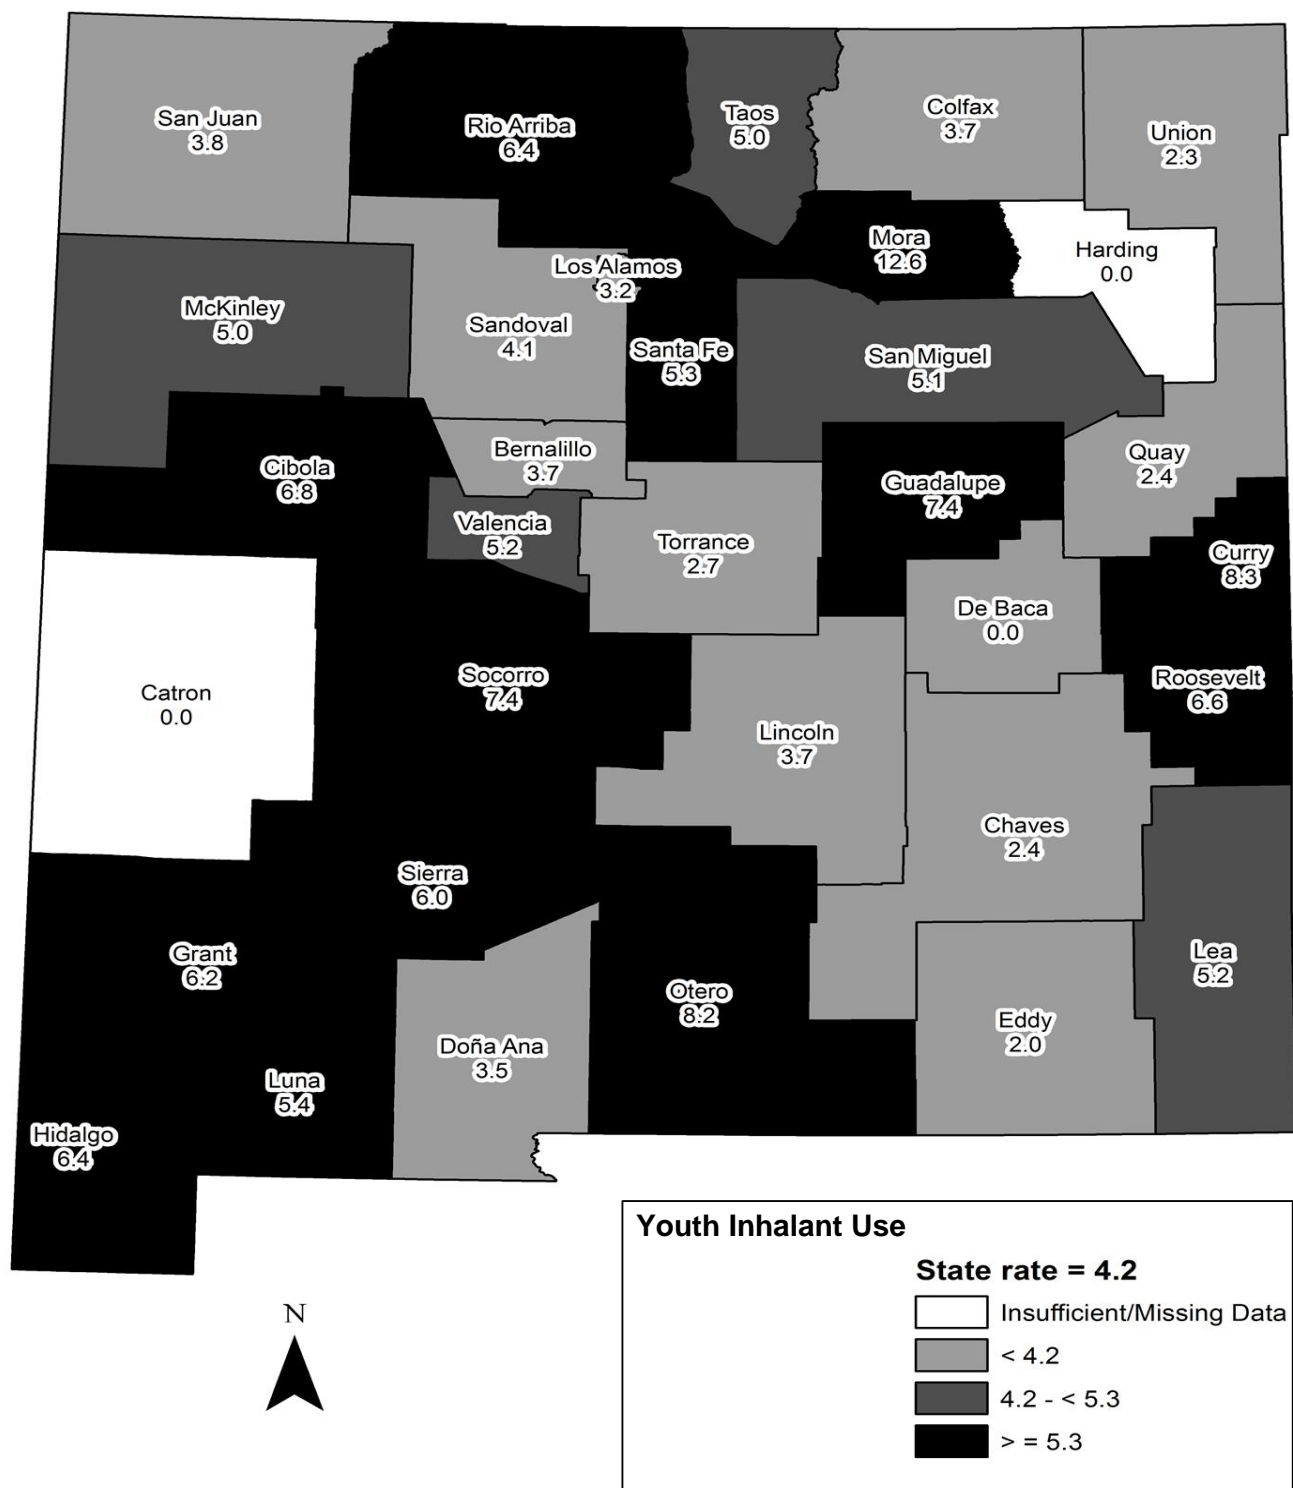 San Juan
3.8
Rio Arriba
6.4
Taos
5.0
Colfax
3.7
Union
2.3
Mora
12.6
Harding
0.0
Los Alamos
3.2
McKinley
5.0
Sandoval
4.1
Santa Fe
5.3
San Miguel
5.1
Cibola
6.8
Bernalillo
3.7
Quay
2.4
Guadalupe
7.4
Valencia
5.2
Torrance
2.7
Curry
8.3
De Baca
0.0
Catron
0.0
Socorro
7.4
Roosevelt
6.6
Lincoln
3.7
Chaves
2.4
Sierra
6.0
Grant
6.2
Lea
5.2
Otero
8.2
Eddy
2.0
Doña Ana
3.5
Luna
5.4
Hidalgo
6.4
Youth Inhalant Use
State rate = 4.2
Insufficient/Missing Data
< 4.2
4.2 - < 5.3
> = 5.3
N